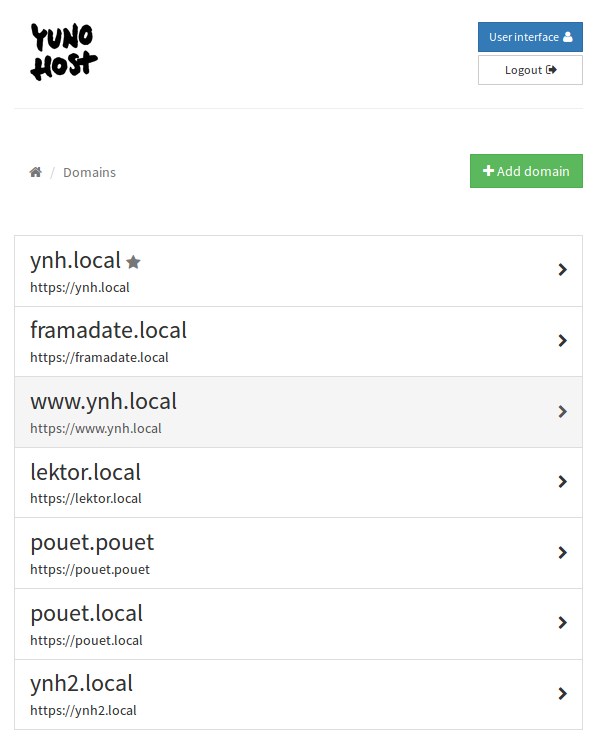 YUNO
HOST
User interface
Logout
/ Domains
Add domain
ynh.local
https://ynh.local
framadate.local
https://framadate.local
www.ynh.local
https://www.ynh.local
lektor.local
https://lektor.local
pouet.pouet
https://pouet.pouet
pouet.local
https://pouet.local
ynh2.local
https://ynh2.local